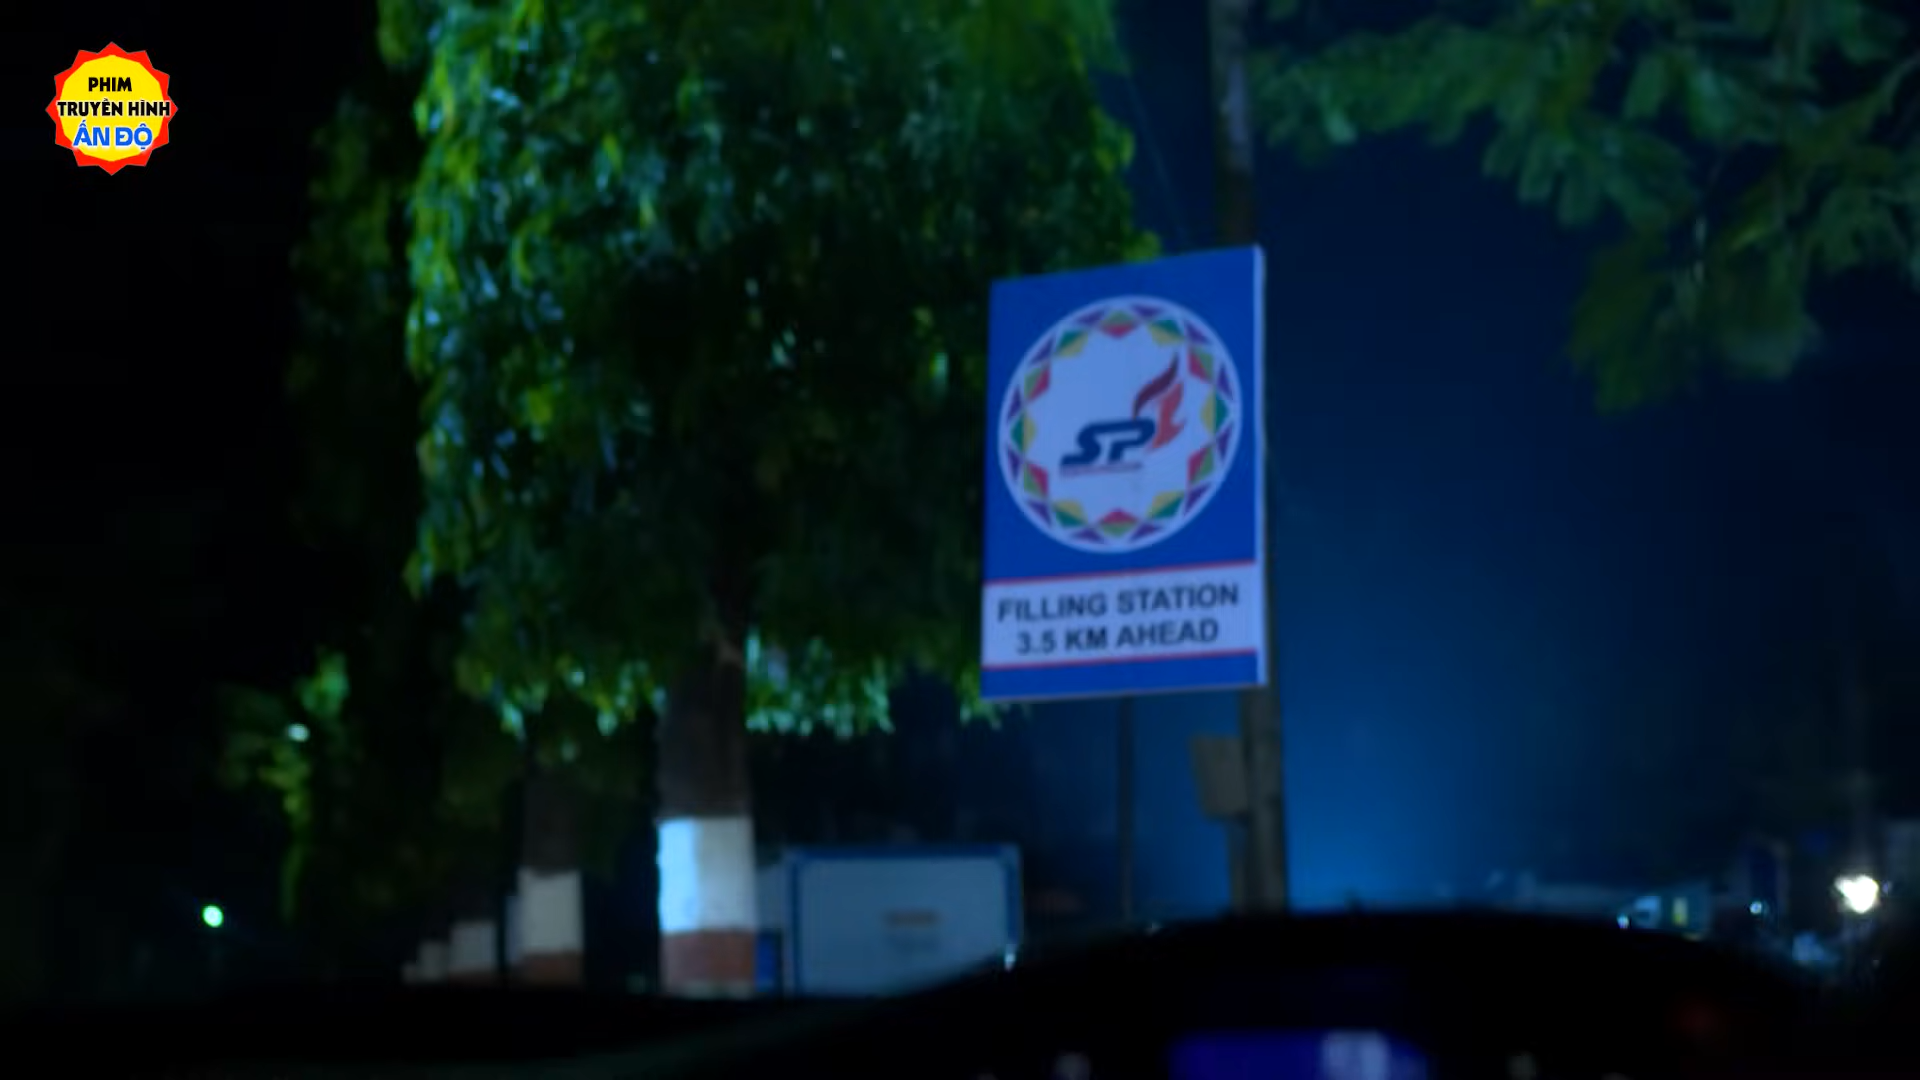 PHIM
TRUYỀN HÌNH
ẤN ĐỘ
SP
FILLING STATION
3.5 KM AHEAD